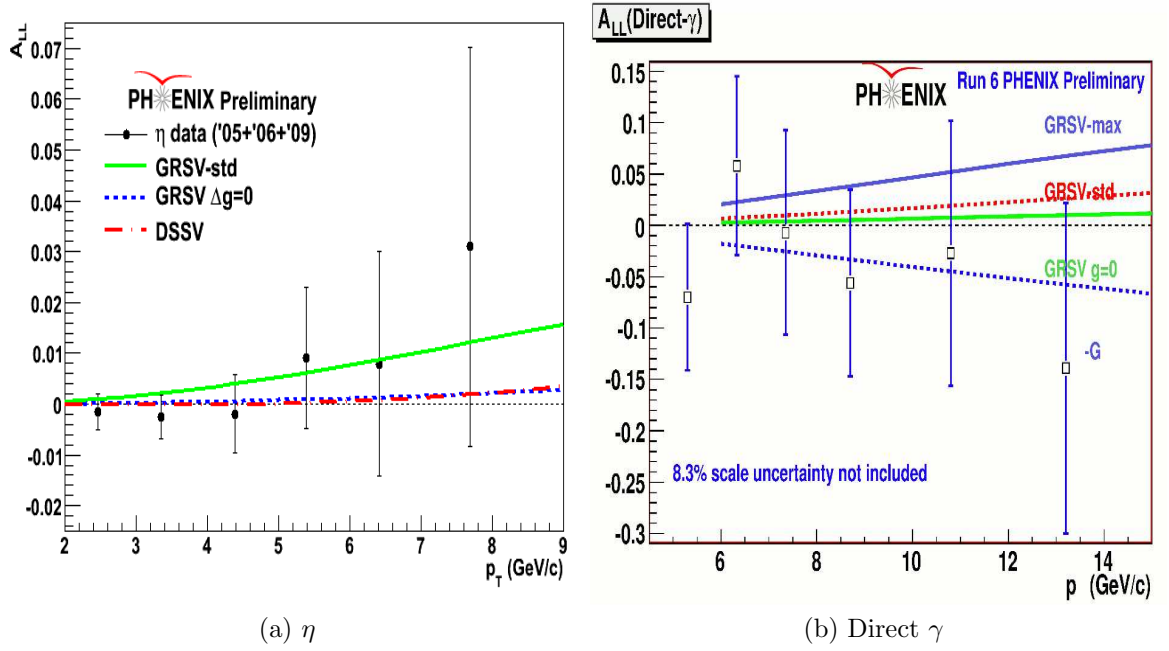 A_LL
0.07
0.06
0.05
0.04
0.03
0.02
0.01
0
-0.01
-0.02
PH ENIX Preliminary
η data ('05+'06+'09)
GRSV-std
GRSV Δg=0
DSSV
2 3 4 5 6 7 8 9
p_T (GeV/c)
(a) η
A_LL(Direct-γ)
0.15
0.1
0.05
0
-0.05
-0.1
-0.15
-0.2
-0.25
-0.3
PH ENIX
Run 6 PHENIX Preliminary
GRSV-max
GRSV-std
GRSV g=0
-G
8.3% scale uncertainty not included
6 8 10 12 14
p (GeV/c)
(b) Direct γ